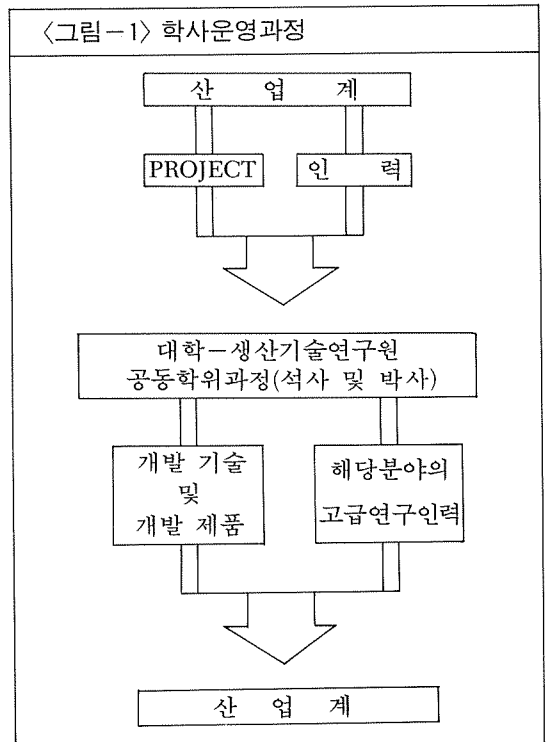 〈그림-1〉 학사운영과정
산 업 계
PROJECT
인 력
대학-생산기술연구원
공동학위과정(석사 및 박사)
개발 기술
및
개발 제품
해당분야의
고급연구인력
산 업 계